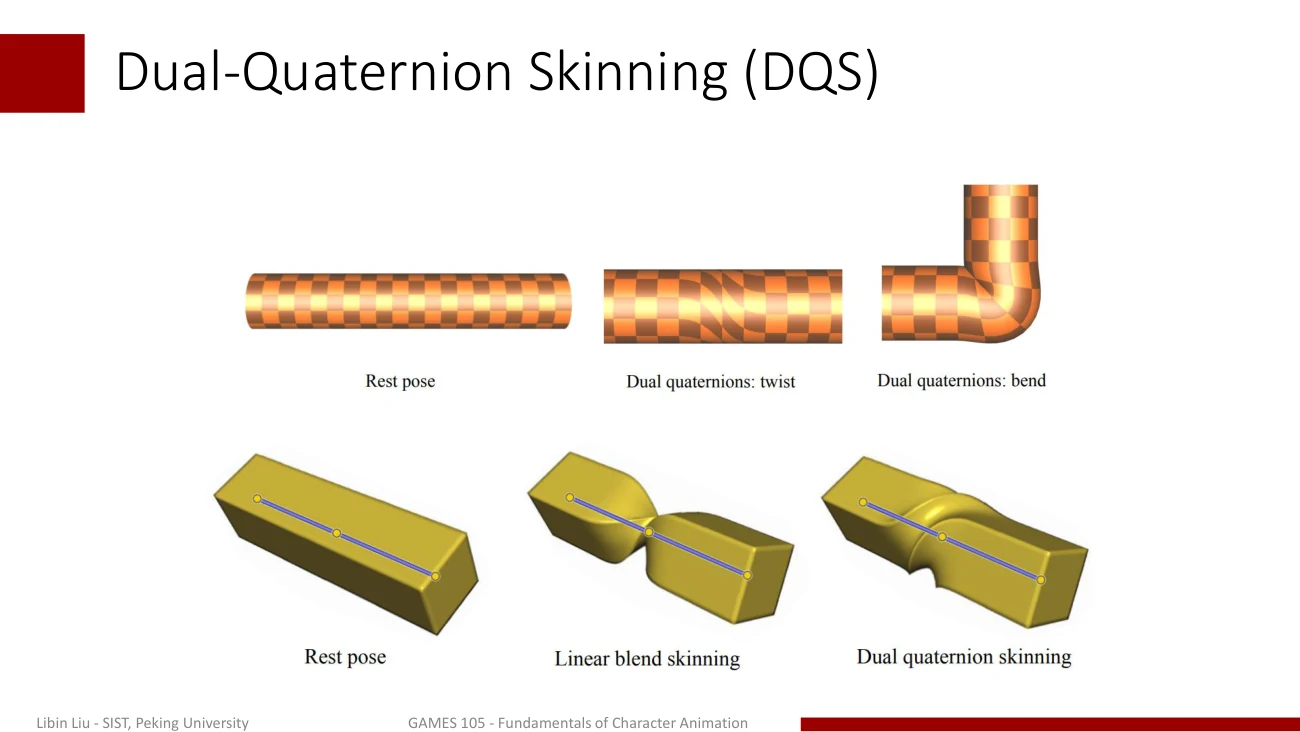 Dual-Quaternion Skinning (DQS)
Rest pose
Dual quaternions: twist
Dual quaternions: bend
Rest pose
Linear blend skinning
Dual quaternion skinning
Libin Liu - SIST, Peking University
GAMES 105 - Fundamentals of Character Animation